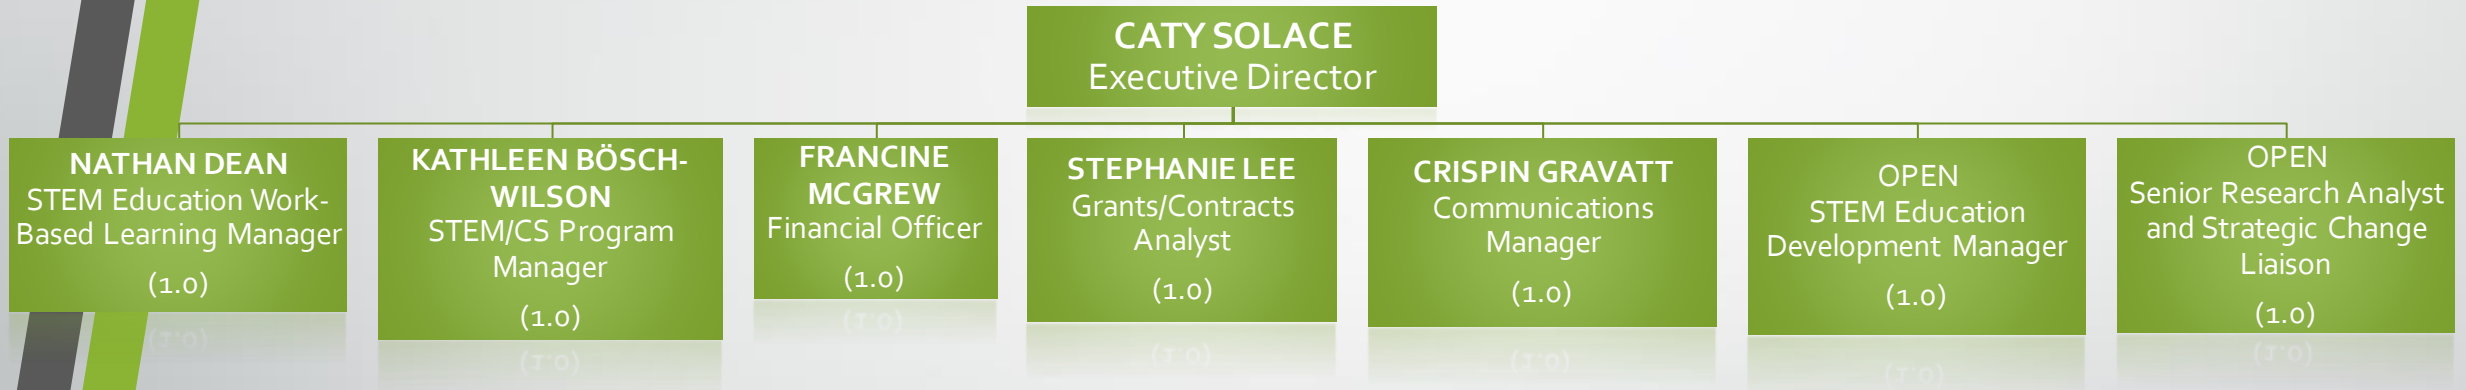 CATY SOLACE
Executive Director
NATHAN DEAN
STEM Education Work-
Based Learning Manager
(1.0)
KATHLEEN BÖSCH-
WILSON
STEM/CS Program
Manager
(1.0)
FRANCINE
MCGREW
Financial Officer
(1.0)
STEPHANIE LEE
Grants/Contracts
Analyst
(1.0)
CRISPIN GRAVATT
Communications
Manager
(1.0)
OPEN
STEM Education
Development Manager
(1.0)
OPEN
Senior Research Analyst
and Strategic Change
Liaison
(1.0)